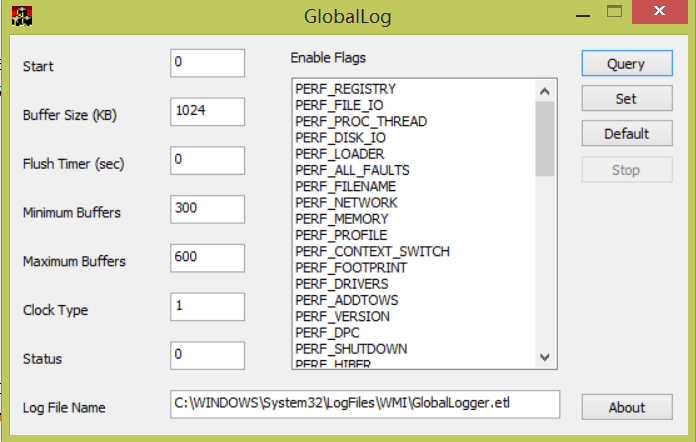 GlobalLog
Start 0
Buffer Size (KB) 1024
Flush Timer (sec) 0
Minimum Buffers 300
Maximum Buffers 600
Clock Type 1
Status 0
Enable Flags
PERF_REGISTRY
PERF_FILE_IO
PERF_PROC_THREAD
PERF_DISK_IO
PERF_LOADER
PERF_ALL_FAULTS
PERF_FILENAME
PERF_NETWORK
PERF_MEMORY
PERF_PROFILE
PERF_CONTEXT_SWITCH
PERF_FOOTPRINT
PERF_DRIVERS
PERF_ADDTOWS
PERF_VERSION
PERF_DPC
PERF_SHUTDOWN
PERF_HIBER
Query
Set
Default
Stop
Log File Name C:\WINDOWS\System32\LogFiles\WMI\GlobalLogger.etl
About